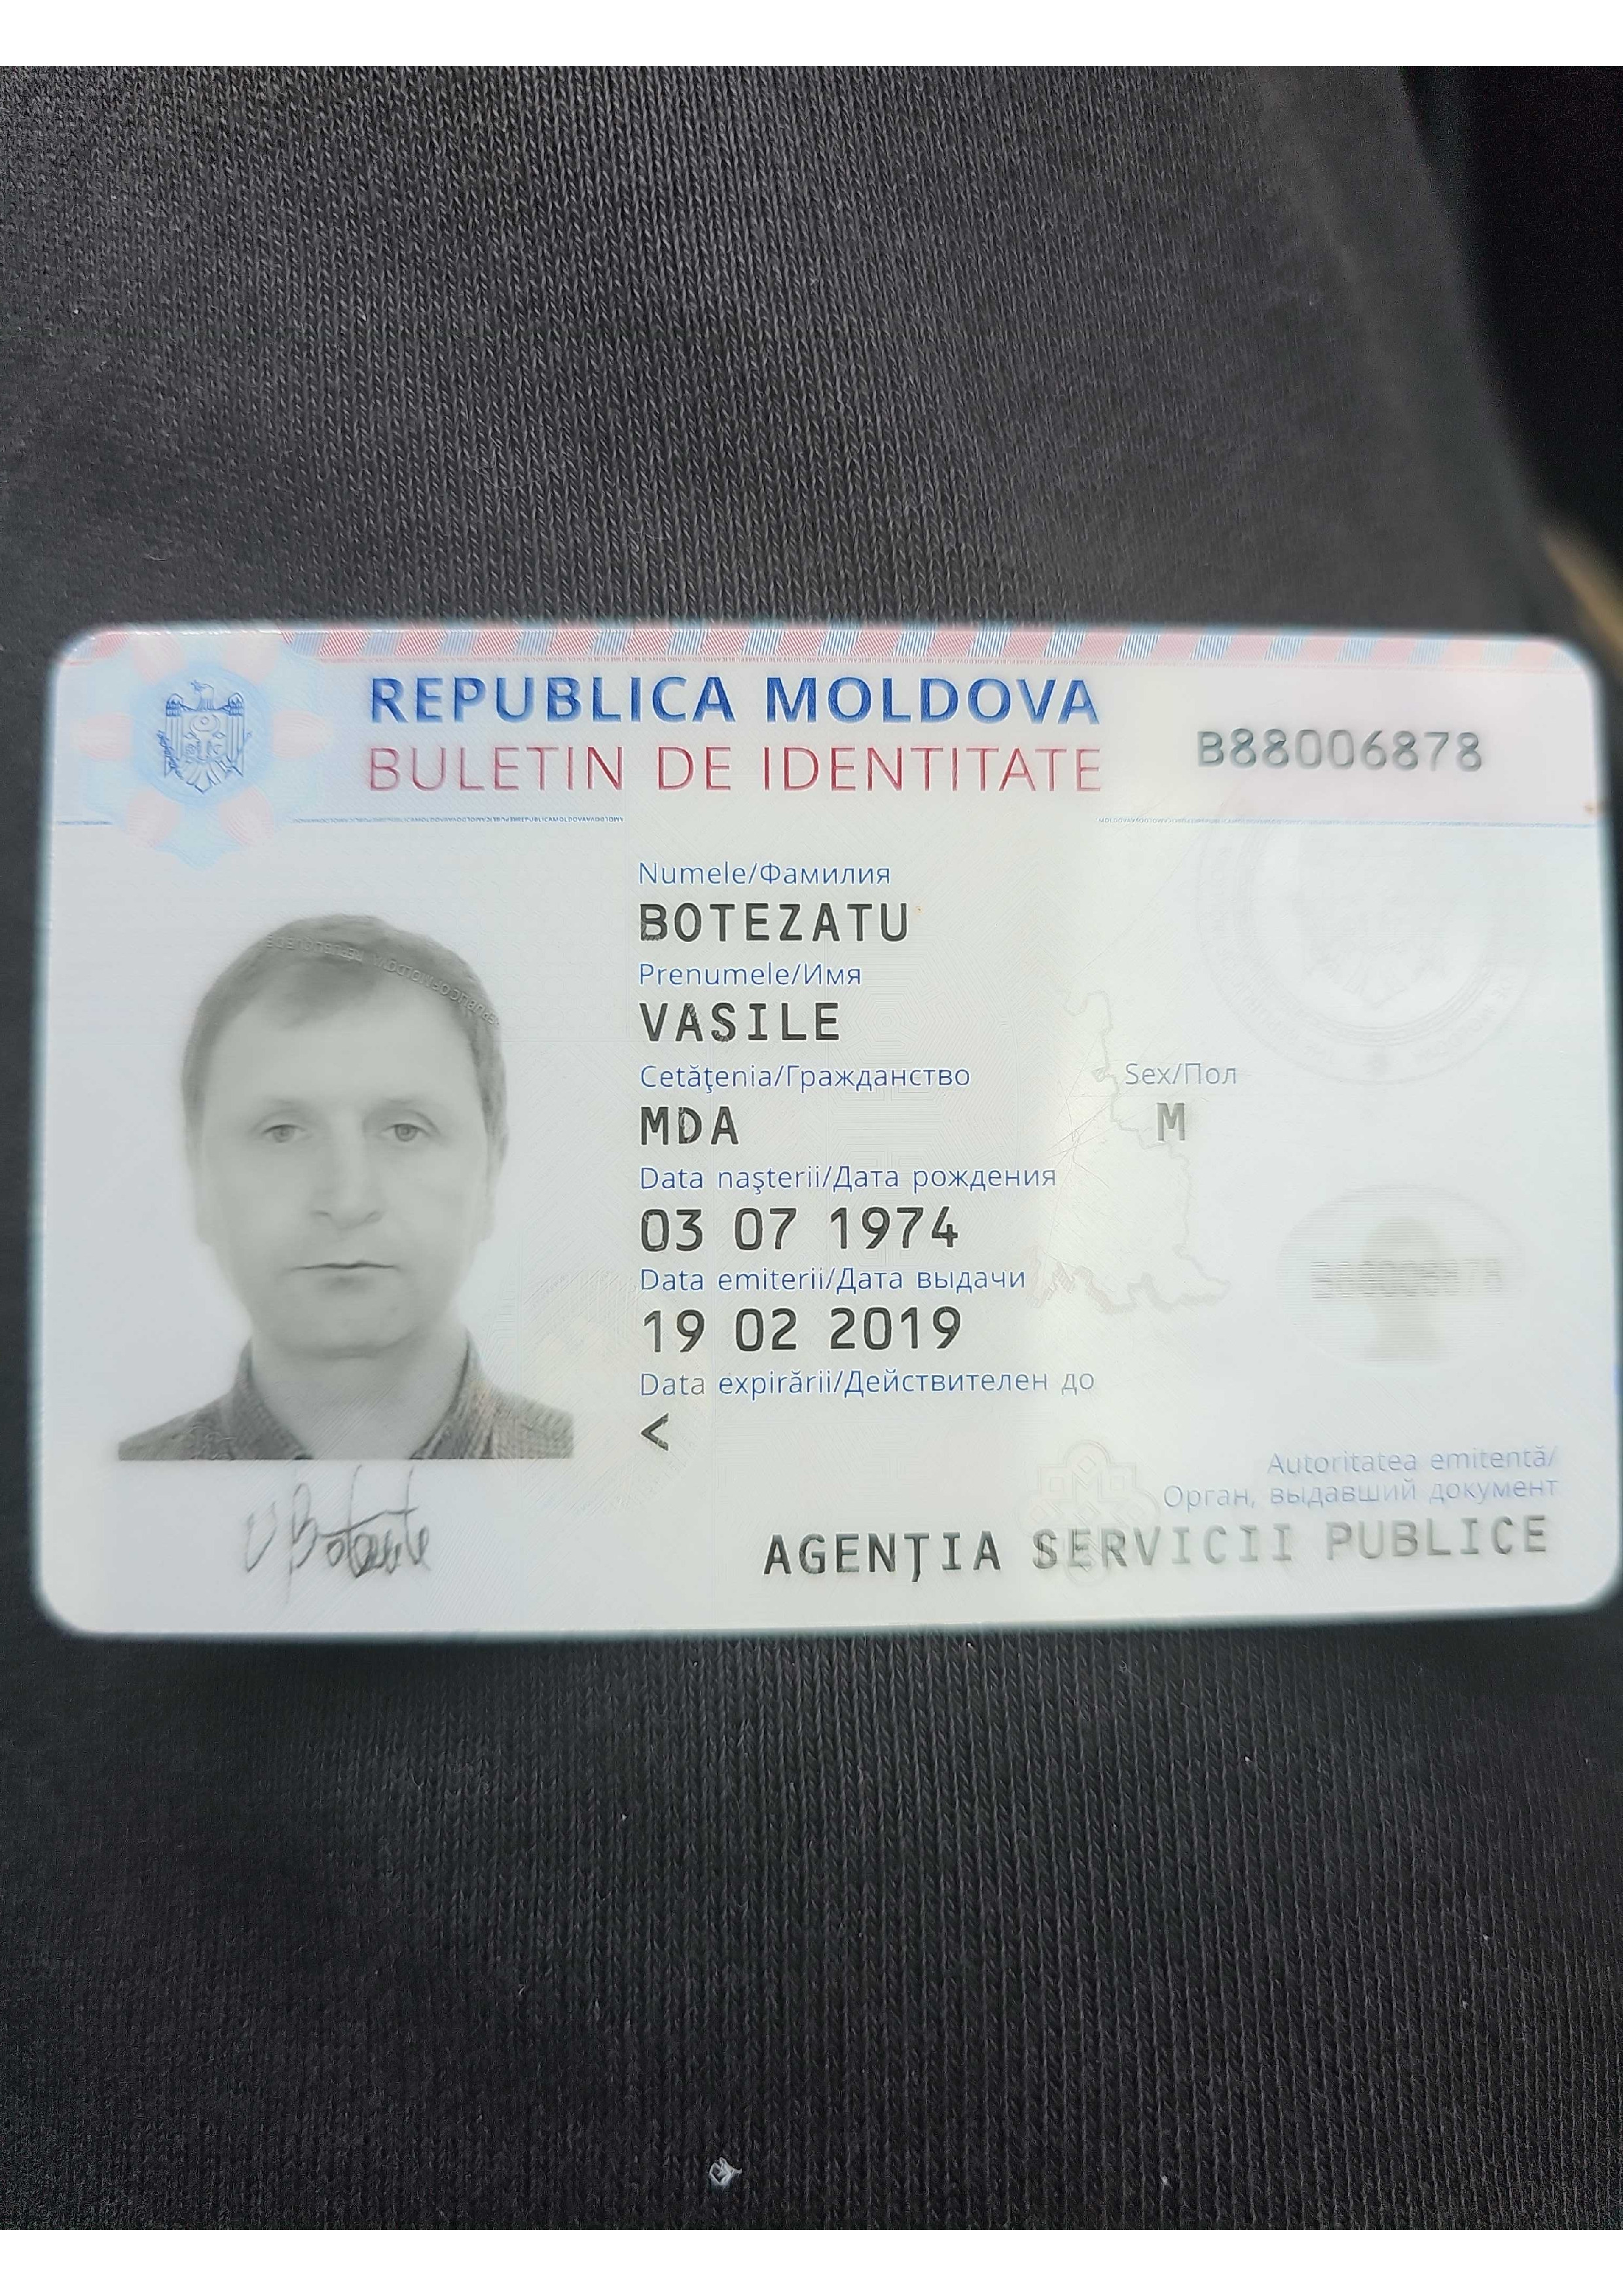 REPUBLICA MOLDOVA
BULETIN DE IDENTITATE
B88006878
Numele/Фамилия
BOTEZATU
Prenumele/Имя
VASILE
Cetăţenia/Гражданство
MDA
Sex/Пол
M
Data naşterii/Дата рождения
03 07 1974
Data emiterii/Дата выдачи
19 02 2019
Data expirării/Действителен до
<
Autoritatea emitentă/
Орган, выдавший документ
AGENŢIA SERVICII PUBLICE